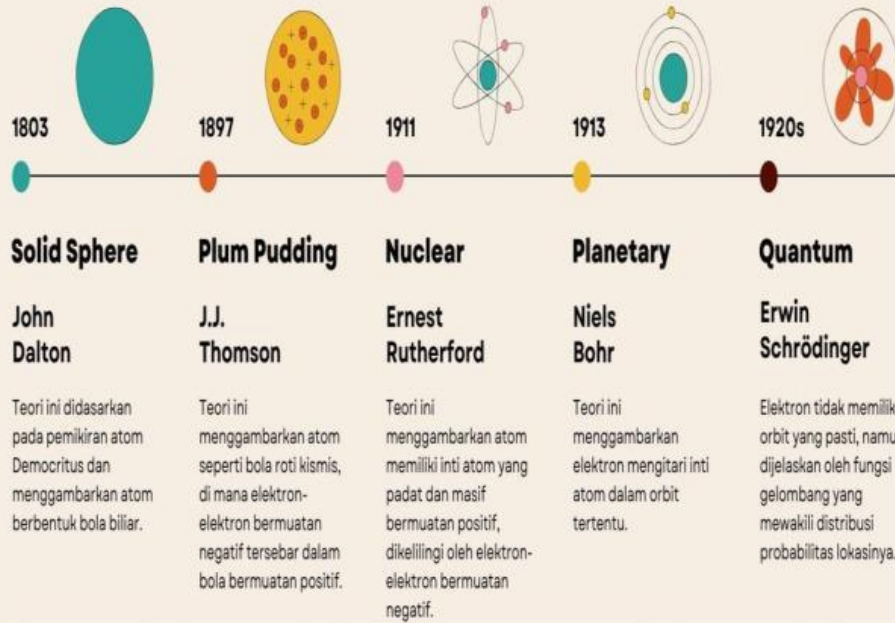 1803
1897
1911
1913
1920s
Solid Sphere
Plum Pudding
Nuclear
Planetary
Quantum
John
Dalton
J.J.
Thomson
Ernest
Rutherford
Niels
Bohr
Erwin
Schrödinger
Teori ini didasarkan
pada pemikiran atom
Democritus dan
menggambarkan atom
berbentuk bola biliar.
Teori ini
menggambarkan atom
seperti bola roti kismis,
di mana elektron-
elektron bermuatan
negatif tersebar dalam
bola bermuatan positif.
Teori ini
menggambarkan atom
memiliki inti atom yang
padat dan masif
bermuatan positif,
dikelilingi oleh elektron-
elektron bermuatan
negatif.
Teori ini
menggambarkan
elektron mengitari inti
atom dalam orbit
tertentu.
Elektron tidak memilik
orbit yang pasti, namu
dijelaskan oleh fungsi
gelombang yang
mewakili distribusi
probabilitas lokasinya.